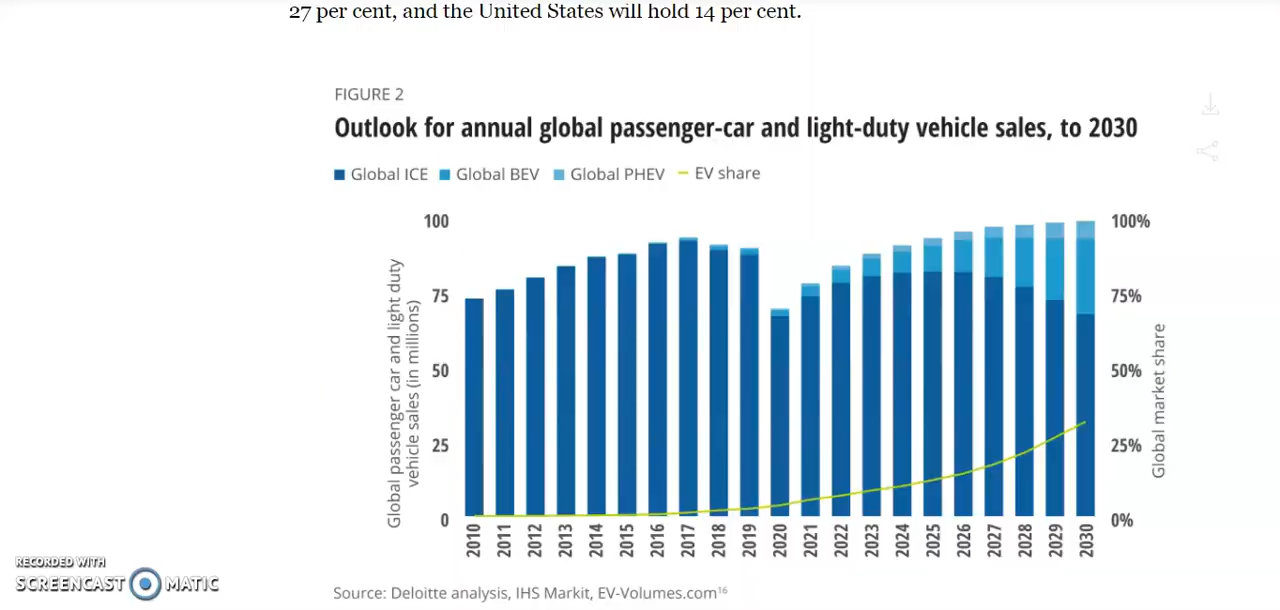 27 per cent, and the United States will hold 14 per cent.
FIGURE 2
Outlook for annual global passenger-car and light-duty vehicle sales, to 2030
Global ICE Global BEV Global PHEV EV share
Global passenger car and light duty
vehicle sales (in millions)
100
75
50
25
0
100%
75%
50%
25%
0%
Global market share
2010 2011 2012 2013 2014 2015 2016 2017 2018 2019 2020 2021 2022 2023 2024 2025 2026 2027 2028 2029 2030
Source: Deloitte analysis, IHS Markit, EV-Volumes.com¹⁶
RECORDED WITH
SCREENCAST MATIC